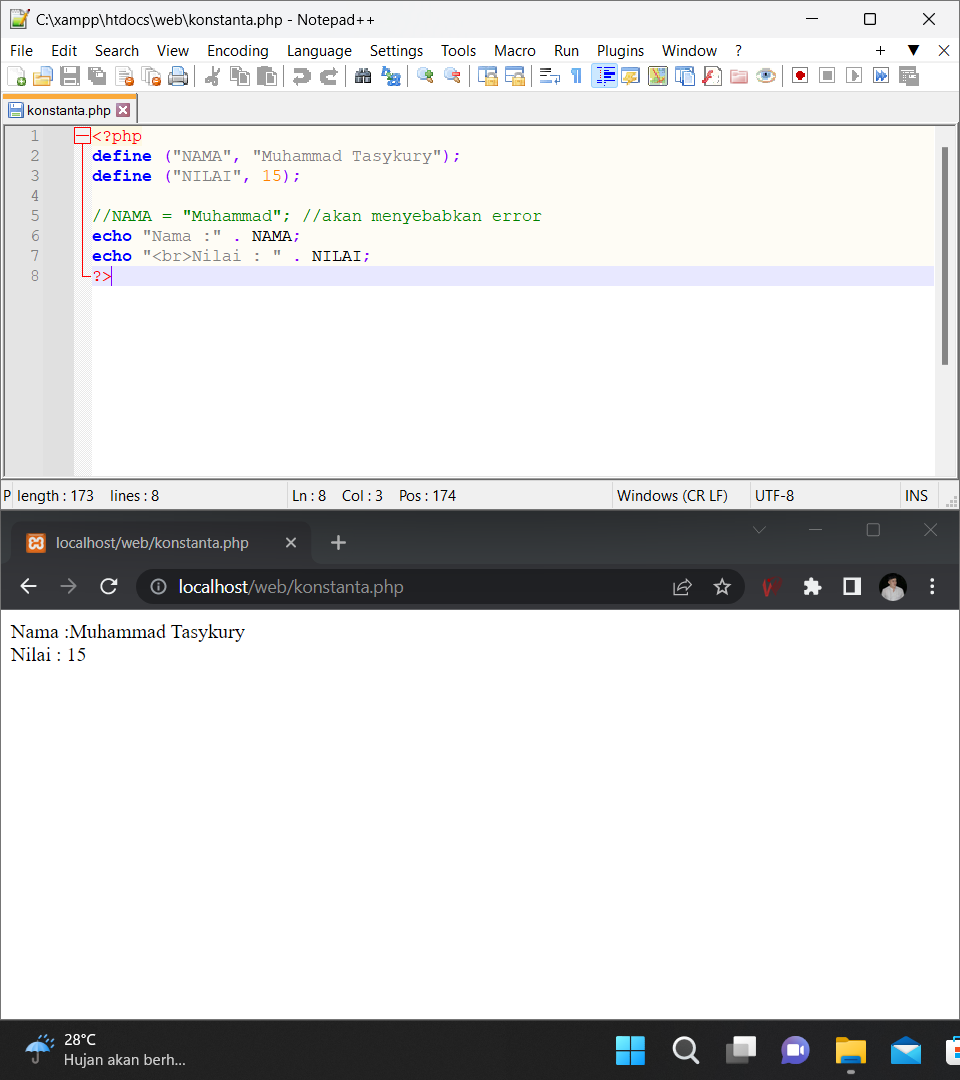 C:\xampp\htdocs\web\konstanta.php - Notepad++
File Edit Search View Encoding Language Settings Tools Macro Run Plugins Window ? + ▼ X
konstanta.php
1 <?php
2 define ("NAMA", "Muhammad Tasykury");
3 define ("NILAI", 15);
4
5 //NAMA = "Muhammad"; //akan menyebabkan error
6 echo "Nama :" . NAMA;
7 echo "<br>Nilai : " . NILAI;
8 ?>
P length : 173 lines : 8 Ln : 8 Col : 3 Pos : 174 Windows (CR LF) UTF-8 INS
localhost/web/konstanta.php
localhost/web/konstanta.php
Nama :Muhammad Tasykury
Nilai : 15
28°C
Hujan akan berh...